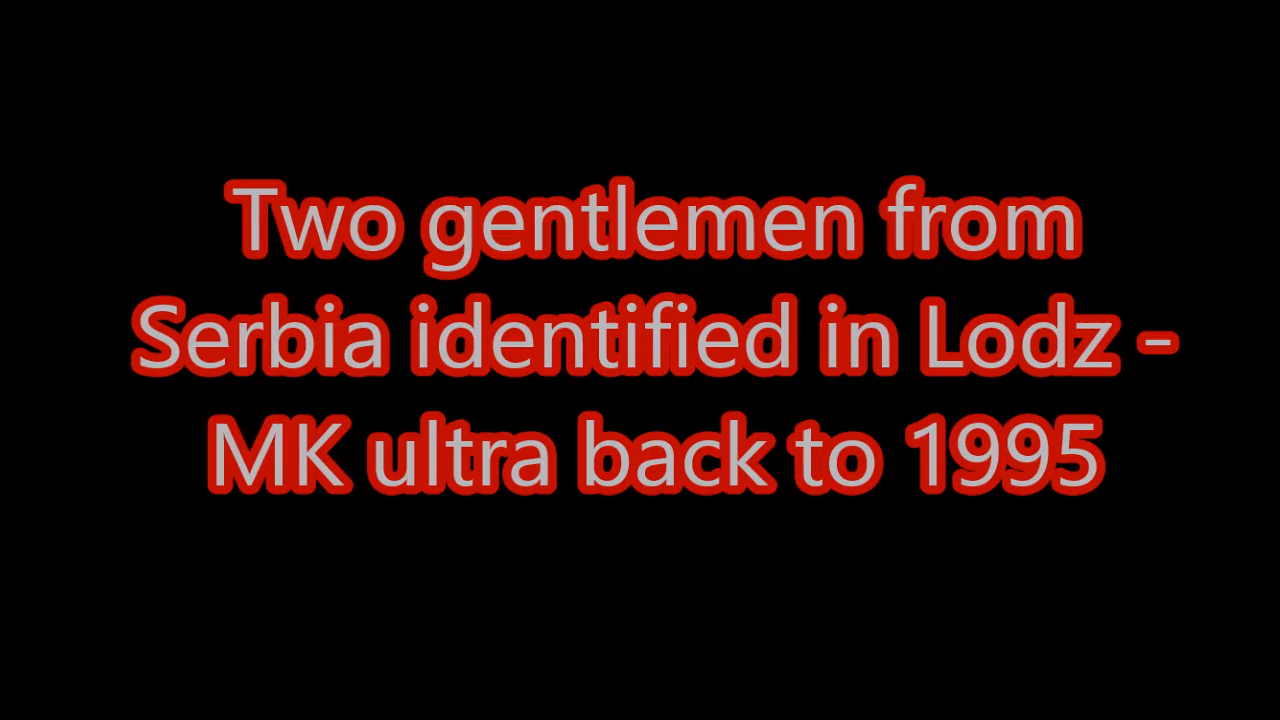 Two gentlemen from
Serbia identified in Lodz -
MK ultra back to 1995